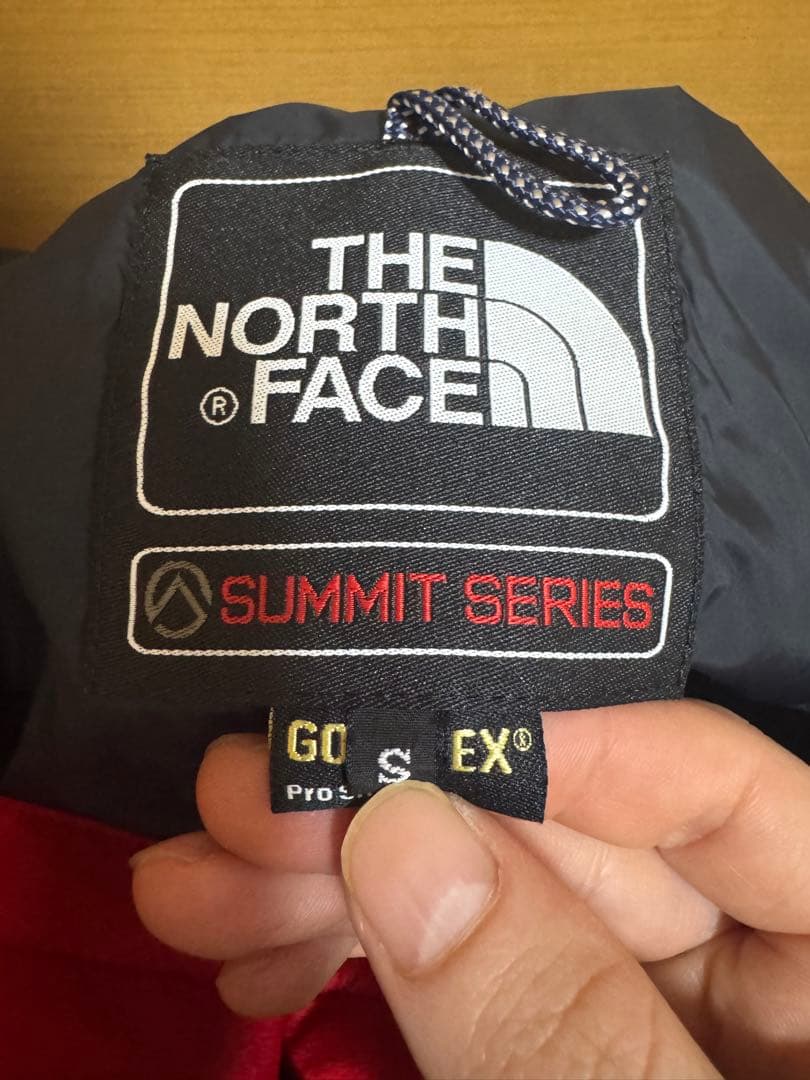 THE
NORTH
® FACE
SUMMIT SERIES
GO EX®
S
Pro